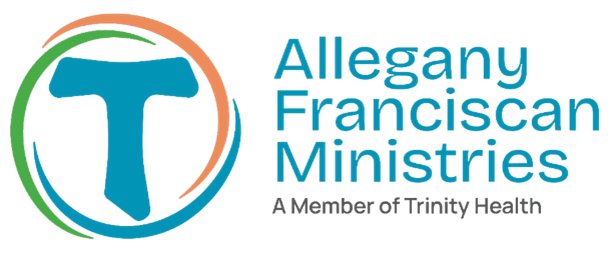 Allegany
Franciscan
Ministries
A Member of Trinity Health